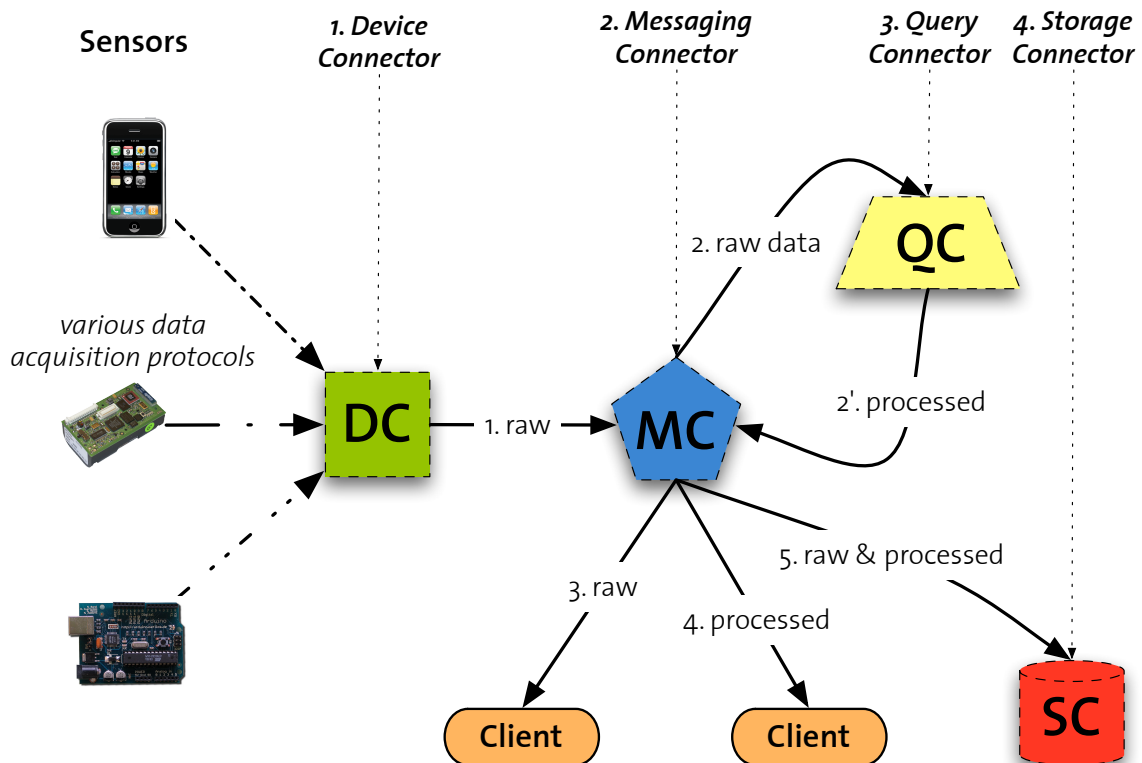 Sensors
1. Device
Connector
2. Messaging
Connector
3. Query
Connector
4. Storage
Connector
various data
acquisition protocols
DC
1. raw
MC
2. raw data
QC
2'. processed
3. raw
4. processed
5. raw & processed
Client
Client
SC